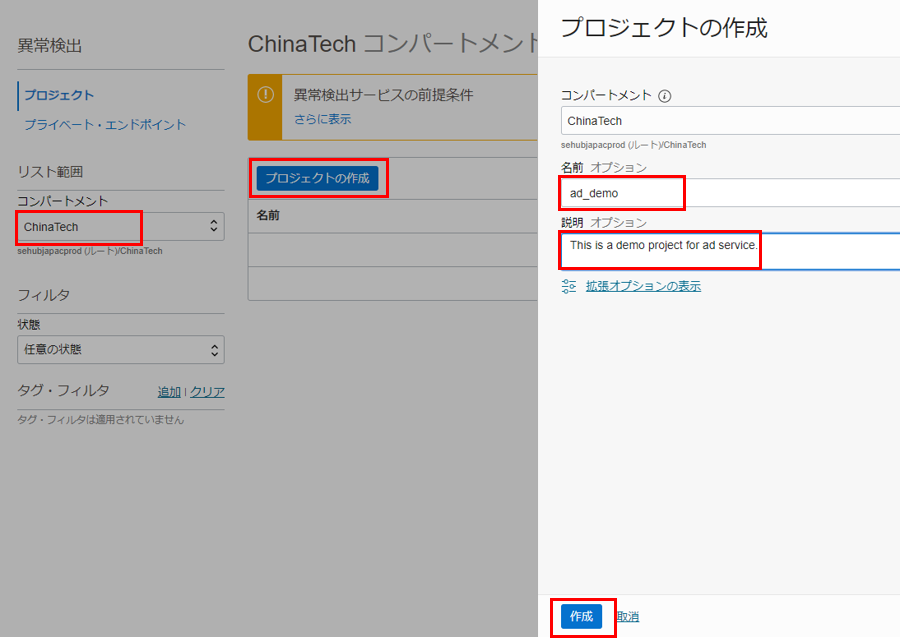 異常検出
プロジェクト
プライベート・エンドポイント
リスト範囲
コンパートメント
ChinaTech
sehubjapacprod (ルート)/ChinaTech
フィルタ
状態
任意の状態
タグ・フィルタ 追加 | クリア
タグ・フィルタは適用されていません
ChinaTech コンパートメント
異常検出サービスの前提条件
さらに表示
プロジェクトの作成
名前
プロジェクトの作成
コンパートメント
ChinaTech
sehubjapacprod (ルート)/ChinaTech
名前 オプション
ad_demo
説明 オプション
This is a demo project for ad service.
拡張オプションの表示
作成 取消